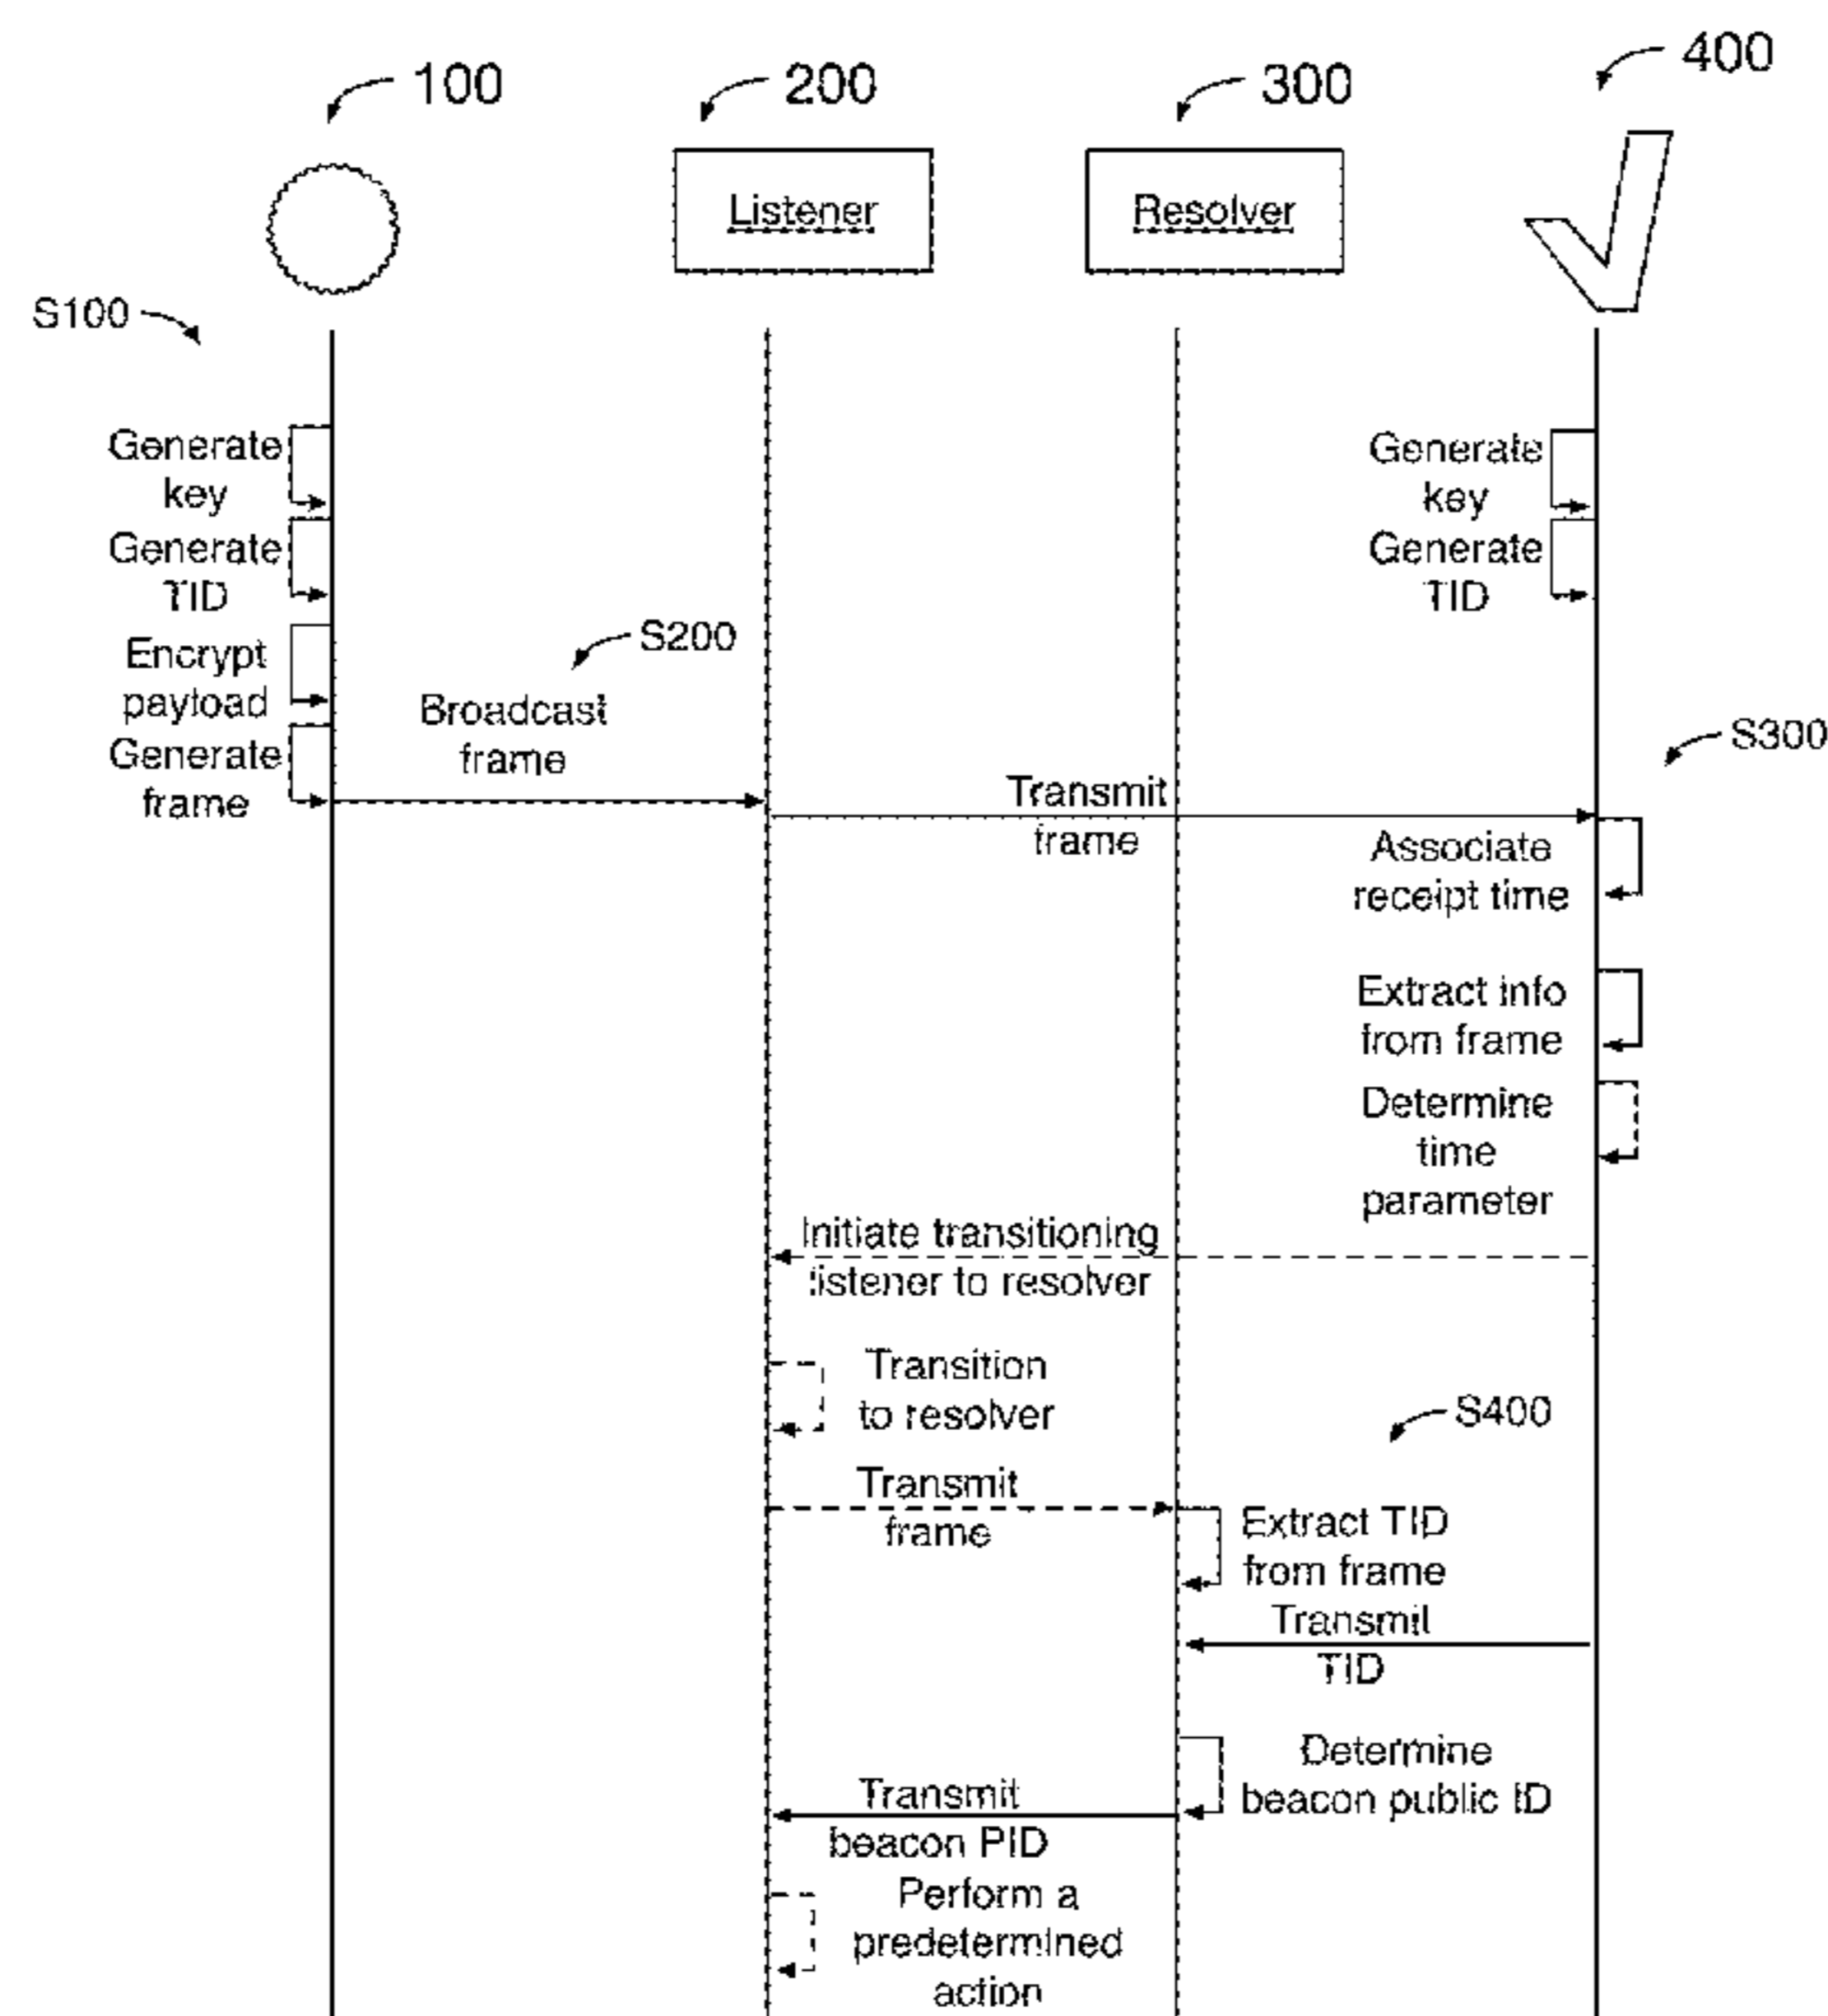 100
200
300
400
Listener
Resolver
S100
Generate
key
Generate
key
Generate
TID
Generate
TID
S200
Encrypt
payload
Broadcast
frame
S300
Generate
frame
Transmit
frame
Associate
receipt time
Extract info
from frame
Determine
time
parameter
Initiate transitioning
listener to resolver
Transition
to resolver
S400
Transmit
frame
Extract TID
from frame
Transmit
TID
Determine
beacon public ID
Transmit
beacon PID
Perform a
predetermined
action